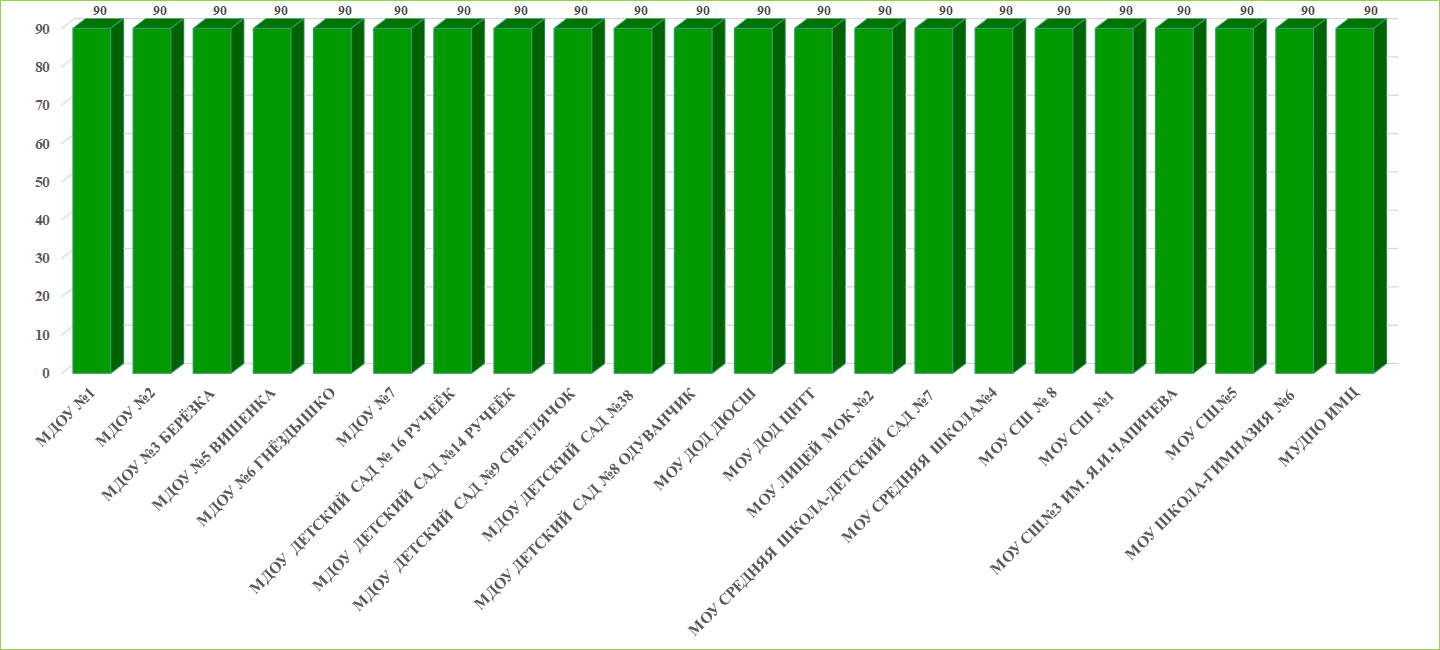 90 90 90 90 90 90 90 90 90 90 90 90 90 90 90 90 90 90 90 90 90 90
90
80
70
60
50
40
30
20
10
0
МДОУ №1
МДОУ №2
МДОУ №3 БЕРЁЗКА
МДОУ №5 ВИШЕНКА
МДОУ №6 ГНЁЗДЫШКО
МДОУ №7
МДОУ ДЕТСКИЙ САД № 16 РУЧЕЁК
МДОУ ДЕТСКИЙ САД №14 РУЧЕЁК
МДОУ ДЕТСКИЙ САД №9 СВЕТЛЯЧОК
МДОУ ДЕТСКИЙ САД №38
МДОУ ДЕТСКИЙ САД №8 ОДУВАНЧИК
МОУ ДОД ДЮСШ
МОУ ДОД ЦНТТ
МОУ ЛИЦЕЙ МОК №2
МОУ СРЕДНЯЯ ШКОЛА-ДЕТСКИЙ САД №7
МОУ СРЕДНЯЯ ШКОЛА№4
МОУ СШ № 8
МОУ СШ №1
МОУ СШ№3 ИМ. Я.И.ЧАПИЧЕВА
МОУ СШ№5
МОУ ШКОЛА-ГИМНАЗИЯ №6
МУДПО ИМЦ